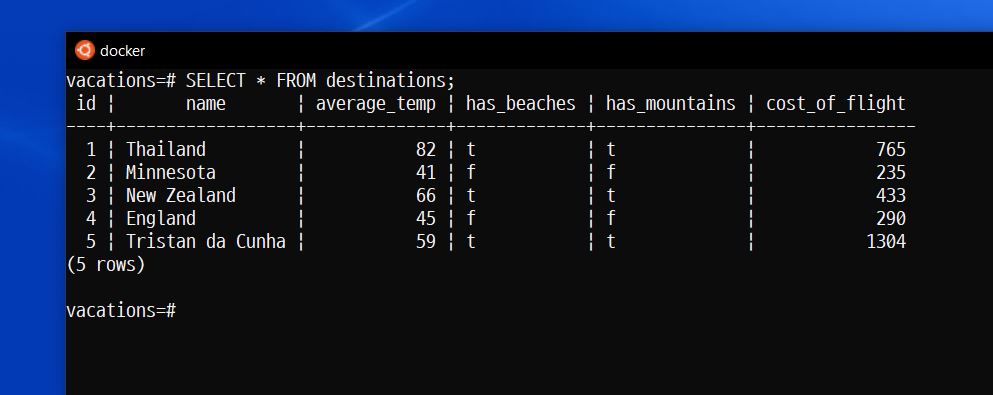 docker
vacations=# SELECT * FROM destinations;
 id ¦       name       ¦ average_temp ¦ has_beaches ¦ has_mountains ¦ cost_of_flight
----+------------------+--------------+-------------+---------------+----------------
  1 ¦ Thailand         ¦           82 ¦ t           ¦ t             ¦            765
  2 ¦ Minnesota        ¦           41 ¦ f           ¦ f             ¦            235
  3 ¦ New Zealand      ¦           66 ¦ t           ¦ t             ¦            433
  4 ¦ England          ¦           45 ¦ f           ¦ f             ¦            290
  5 ¦ Tristan da Cunha ¦           59 ¦ t           ¦ t             ¦           1304
(5 rows)
vacations=#